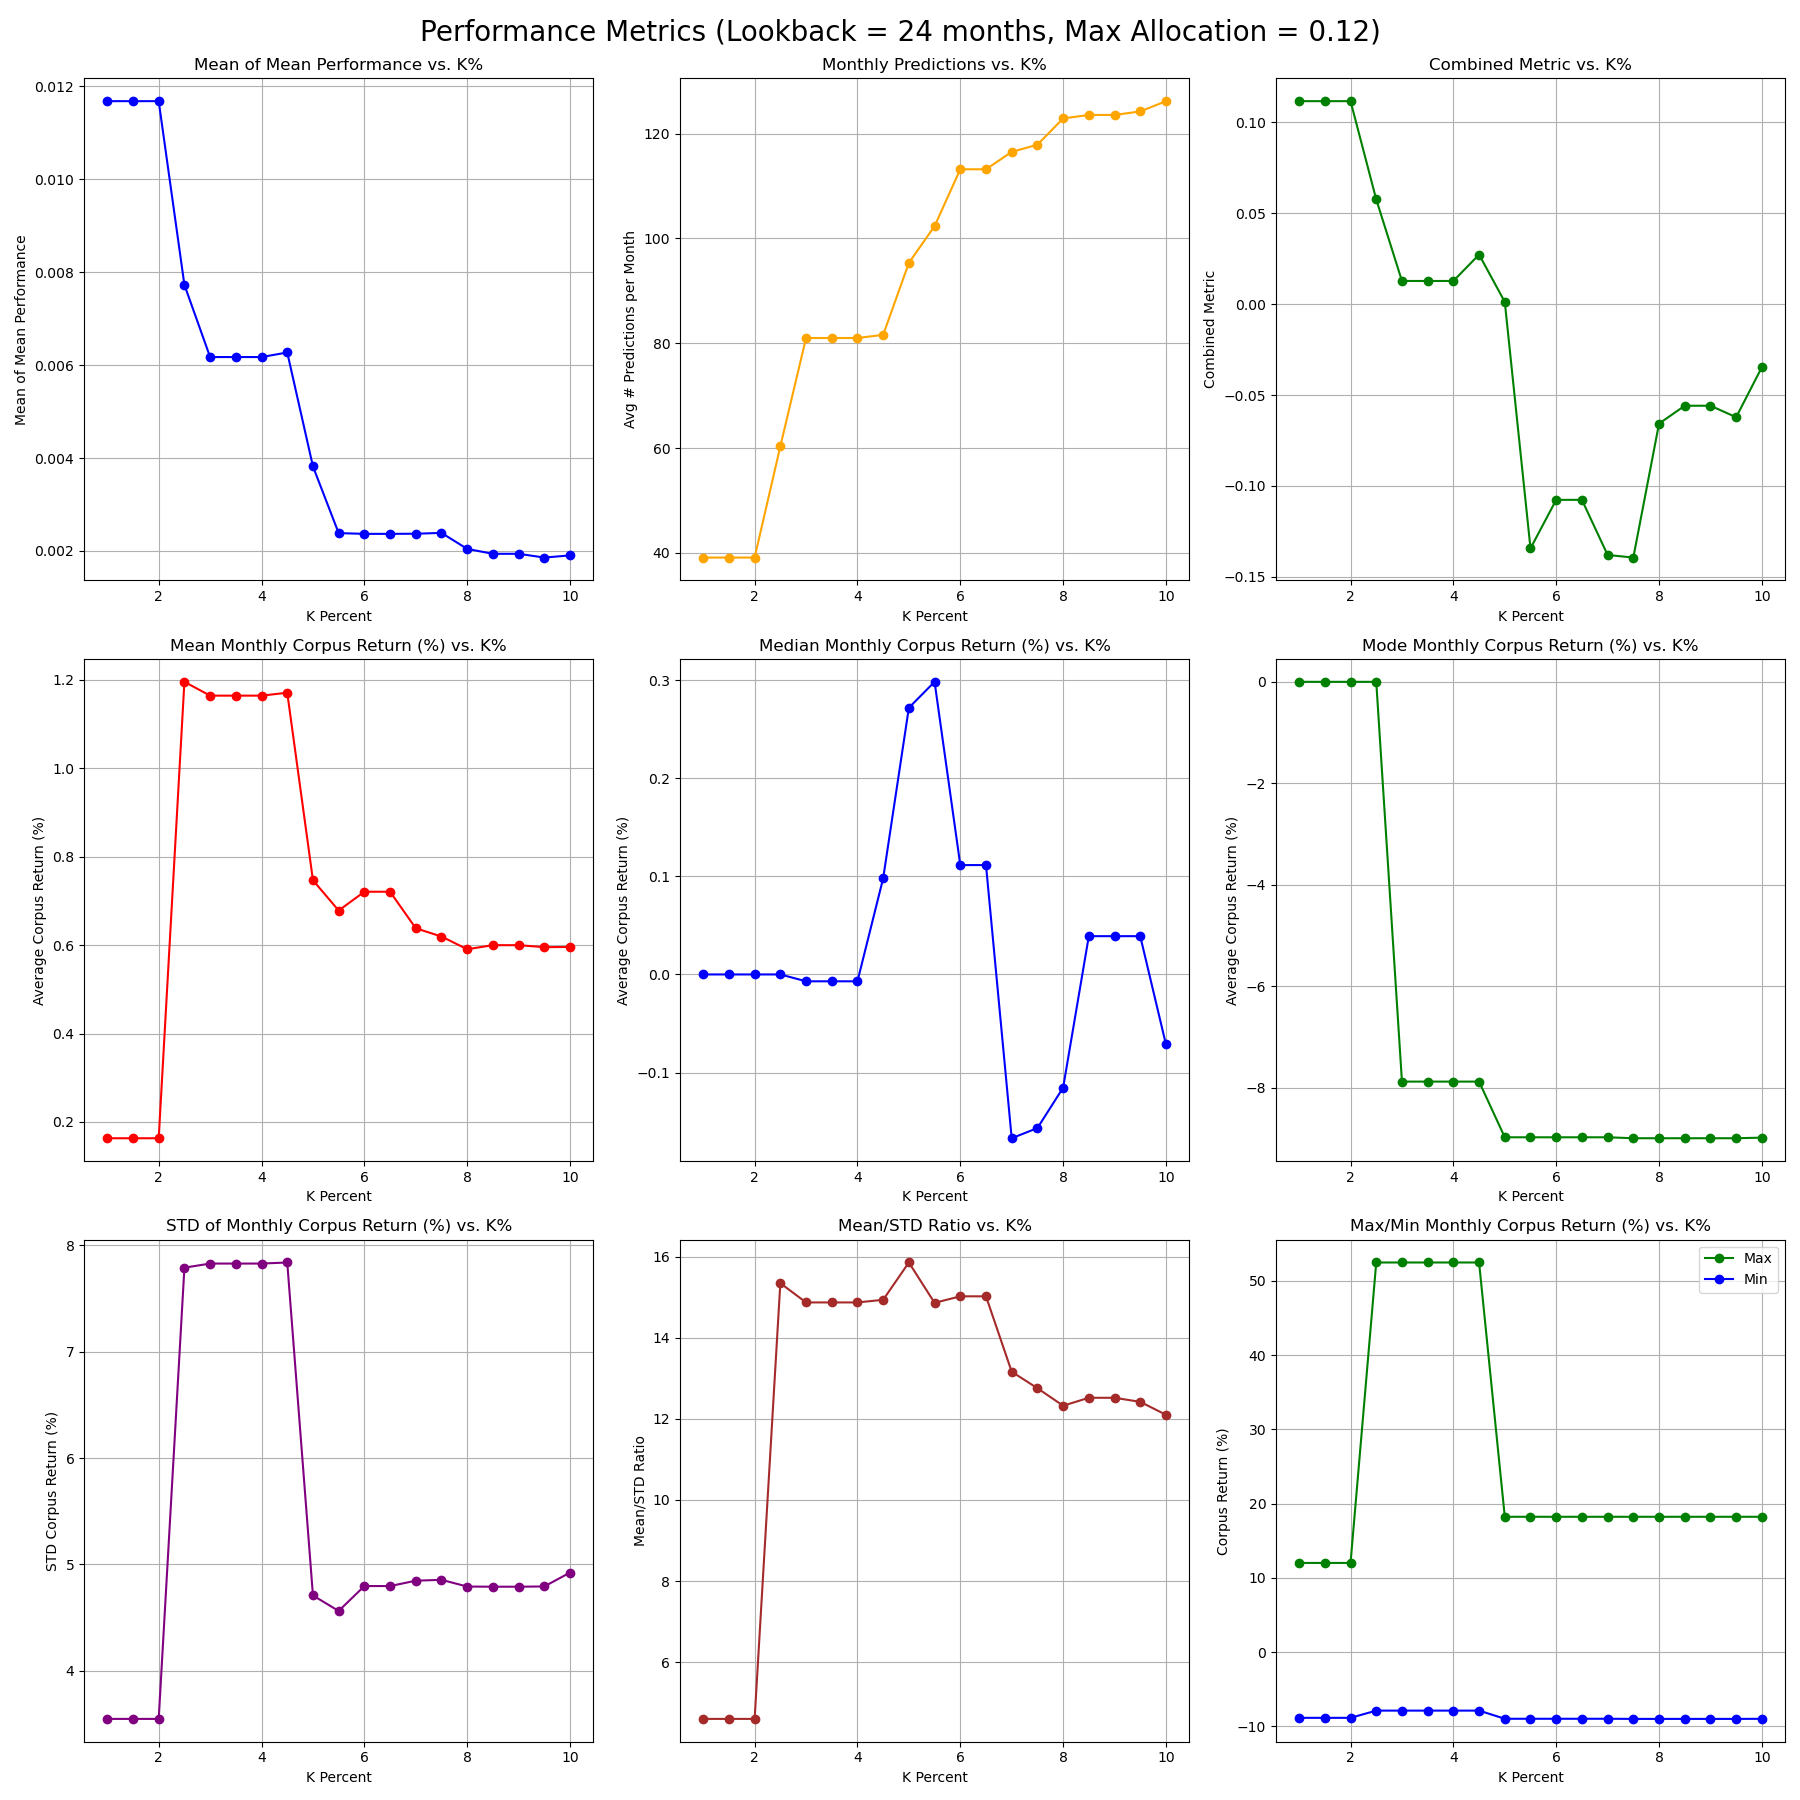 Performance Metrics (Lookback = 24 months, Max Allocation = 0.12)
Mean of Mean Performance vs. K%
0.012
0.010
0.008
0.006
0.004
0.002
Mean of Mean Performance
2 4 6 8 10
K Percent
Monthly Predictions vs. K%
120
100
80
60
40
Avg # Predictions per Month
2 4 6 8 10
K Percent
Combined Metric vs. K%
0.10
0.05
0.00
−0.05
−0.10
−0.15
Combined Metric
2 4 6 8 10
K Percent
Mean Monthly Corpus Return (%) vs. K%
1.2
1.0
0.8
0.6
0.4
0.2
Average Corpus Return (%)
2 4 6 8 10
K Percent
Median Monthly Corpus Return (%) vs. K%
0.3
0.2
0.1
0.0
−0.1
Average Corpus Return (%)
2 4 6 8 10
K Percent
Mode Monthly Corpus Return (%) vs. K%
0
−2
−4
−6
−8
Average Corpus Return (%)
2 4 6 8 10
K Percent
STD of Monthly Corpus Return (%) vs. K%
8
7
6
5
4
STD Corpus Return (%)
2 4 6 8 10
K Percent
Mean/STD Ratio vs. K%
16
14
12
10
8
6
Mean/STD Ratio
2 4 6 8 10
K Percent
Max/Min Monthly Corpus Return (%) vs. K%
Max
Min
50
40
30
20
10
0
−10
Corpus Return (%)
2 4 6 8 10
K Percent